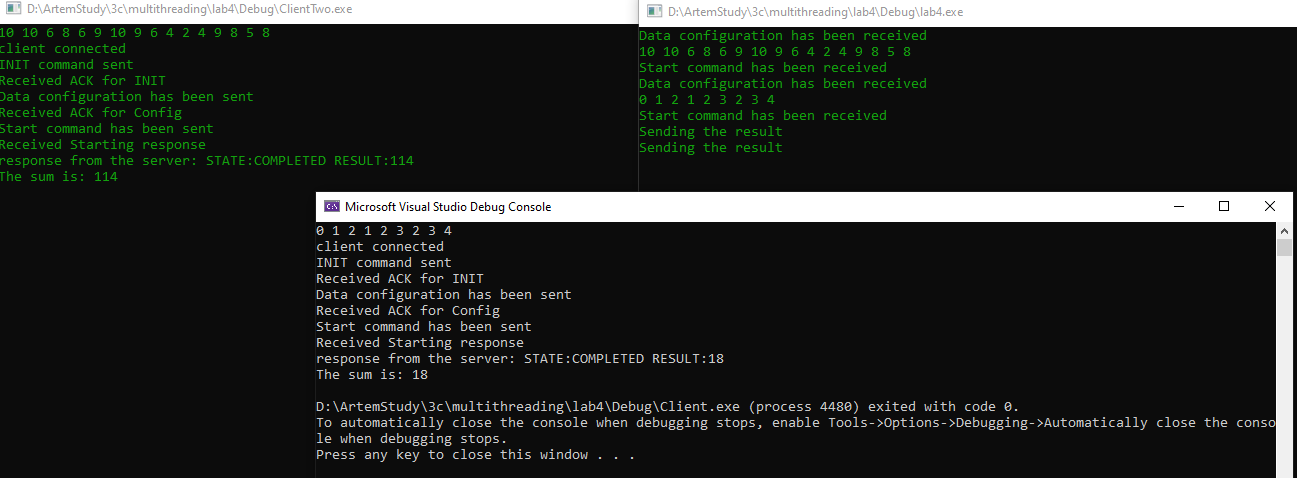 D:\ArtemStudy\3c\multithreading\lab4\Debug\ClientTwo.exe
10 10 6 8 6 9 10 9 6 4 2 4 9 8 5 8
client connected
INIT command sent
Received ACK for INIT
Data configuration has been sent
Received ACK for Config
Start command has been sent
Received Starting response
response from the server: STATE:COMPLETED RESULT:114
The sum is: 114
D:\ArtemStudy\3c\multithreading\lab4\Debug\lab4.exe
Data configuration has been received
10 10 6 8 6 9 10 9 6 4 2 4 9 8 5 8
Start command has been received
Data configuration has been received
0 1 2 1 2 3 2 3 4
Start command has been received
Sending the result
Sending the result
Microsoft Visual Studio Debug Console
0 1 2 1 2 3 2 3 4
client connected
INIT command sent
Received ACK for INIT
Data configuration has been sent
Received ACK for Config
Start command has been sent
Received Starting response
response from the server: STATE:COMPLETED RESULT:18
The sum is: 18
D:\ArtemStudy\3c\multithreading\lab4\Debug\Client.exe (process 4480) exited with code 0.
To automatically close the console when debugging stops, enable Tools->Options->Debugging->Automatically close the conso
le when debugging stops.
Press any key to close this window . . .